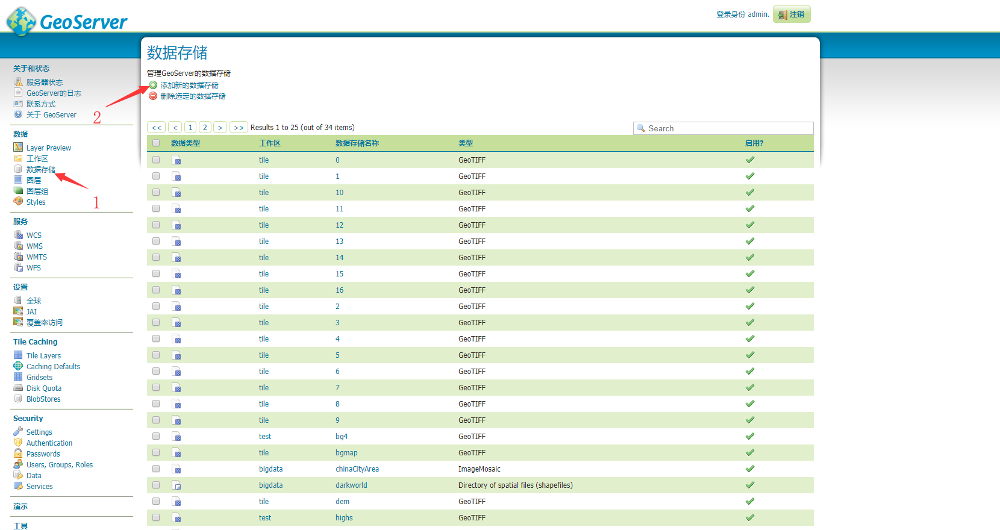 GeoServer
登录身份 admin.
注销
关于和状态
服务器状态
GeoServer的日志
联系方式
关于 GeoServer
数据
Layer Preview
工作区
数据存储
图层
图层组
Styles
服务
WCS
WMS
WMTS
WFS
设置
全球
JAI
覆盖率访问
Tile Caching
Tile Layers
Caching Defaults
Gridsets
Disk Quota
BlobStores
Security
Settings
Authentication
Passwords
Users, Groups, Roles
Data
Services
演示
工具
1
2
数据存储
管理GeoServer的数据存储
添加新的数据存储
删除选定的数据存储
<< < 1 2 > >> Results 1 to 25 (out of 34 items)
Search
数据类型 工作区 数据存储名称 类型 启用?
tile 0 GeoTIFF
tile 1 GeoTIFF
tile 10 GeoTIFF
tile 11 GeoTIFF
tile 12 GeoTIFF
tile 13 GeoTIFF
tile 14 GeoTIFF
tile 15 GeoTIFF
tile 16 GeoTIFF
tile 2 GeoTIFF
tile 3 GeoTIFF
tile 4 GeoTIFF
tile 5 GeoTIFF
tile 6 GeoTIFF
tile 7 GeoTIFF
tile 8 GeoTIFF
tile 9 GeoTIFF
test bg4 GeoTIFF
tile bgmap GeoTIFF
bigdata chinaCityArea ImageMosaic
bigdata darkworld Directory of spatial files (shapefiles)
tile dem GeoTIFF
test highs GeoTIFF